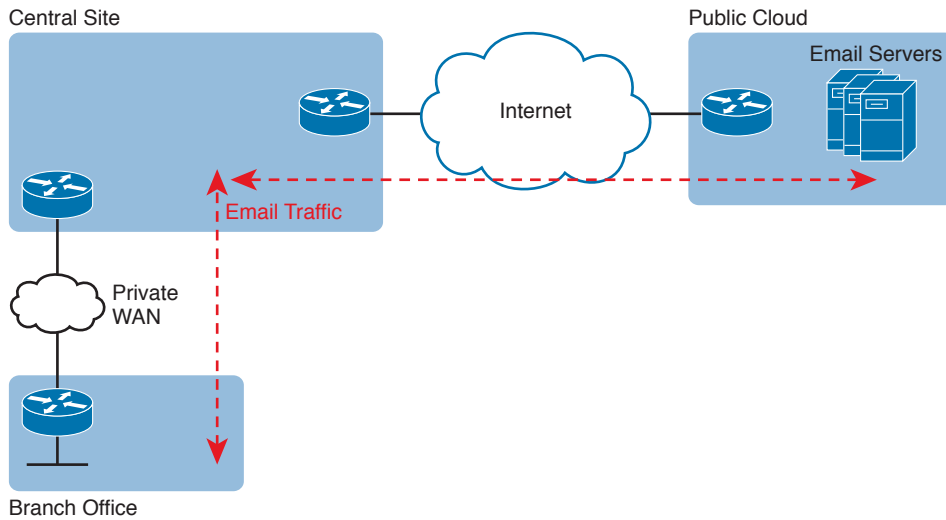 Central Site
Public Cloud
Email Servers
Internet
Email Traffic
Private
WAN
Branch Office